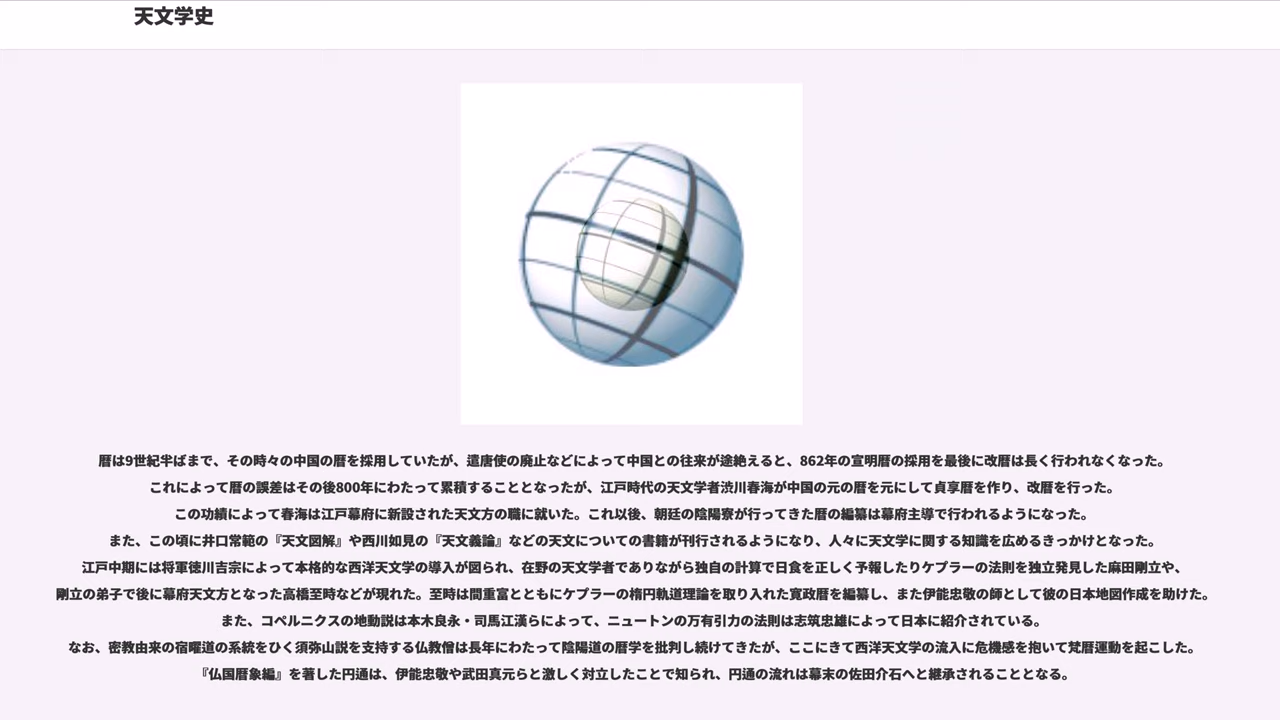 天文学史
暦は9世紀半ばまで、その時々の中国の暦を採用していたが、遣唐使の廃止などによって中国との往来が途絶えると、862年の宣明暦の採用を最後に改暦は長く行われなくなった。
これによって暦の誤差はその後800年にわたって累積することとなったが、江戸時代の天文学者渋川春海が中国の元の暦を元にして貞享暦を作り、改暦を行った。
この功績によって春海は江戸幕府に新設された天文方の職に就いた。これ以後、朝廷の陰陽寮が行ってきた暦の編纂は幕府主導で行われるようになった。
また、この頃に井口常範の『天文図解』や西川如見の『天文義論』などの天文についての書籍が刊行されるようになり、人々に天文学に関する知識を広めるきっかけとなった。
江戸中期には将軍徳川吉宗によって本格的な西洋天文学の導入が図られ、在野の天文学者でありながら独自の計算で日食を正しく予報したりケプラーの法則を独立発見した麻田剛立や、
剛立の弟子で後に幕府天文方となった高橋至時などが現れた。至時は間重富とともにケプラーの楕円軌道理論を取り入れた寛政暦を編纂し、また伊能忠敬の師として彼の日本地図作成を助けた。
また、コペルニクスの地動説は本木良永・司馬江漢らによって、ニュートンの万有引力の法則は志筑忠雄によって日本に紹介されている。
なお、密教由来の宿曜道の系統をひく須弥山説を支持する仏教僧は長年にわたって陰陽道の暦学を批判し続けてきたが、ここにきて西洋天文学の流入に危機感を抱いて梵暦運動を起こした。
『仏国暦象編』を著した円通は、伊能忠敬や武田真元らと激しく対立したことで知られ、円通の流れは幕末の佐田介石へと継承されることとなる。